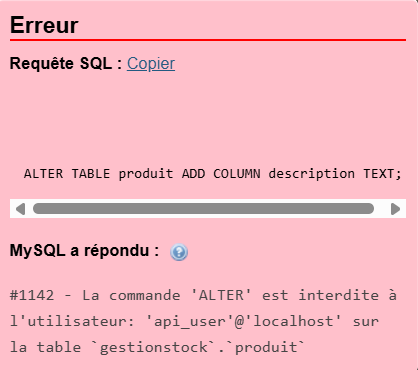 Erreur
Requête SQL : Copier
ALTER TABLE produit ADD COLUMN description TEXT;
MySQL a répondu :
#1142 - La commande 'ALTER' est interdite à
l'utilisateur: 'api_user'@'localhost' sur
la table `gestionstock`.`produit`